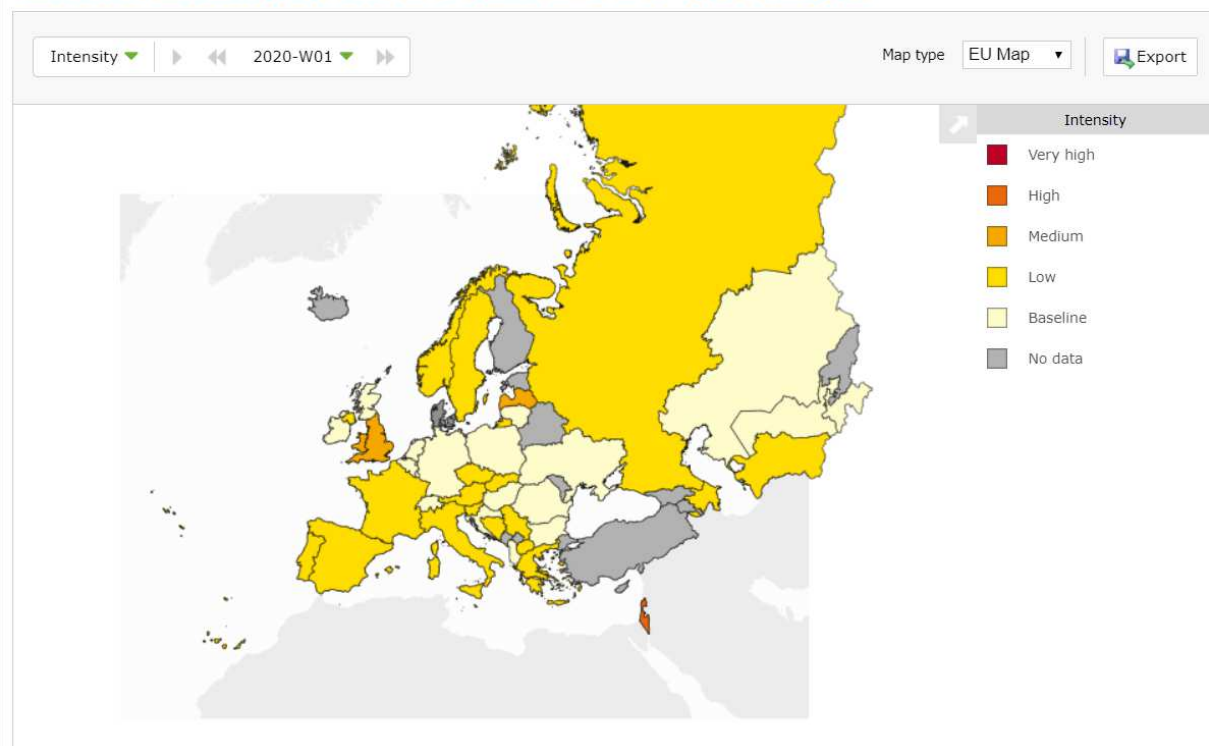 Intensity 2020-W01 Map type EU Map Export
Intensity
Very high
High
Medium
Low
Baseline
No data